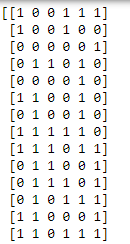 [[1 0 0 1 1 1]
[1 0 0 1 0 0]
[0 0 0 0 0 1]
[0 1 1 0 1 0]
[0 0 0 0 1 0]
[1 1 0 0 1 0]
[0 1 0 0 1 0]
[1 1 1 1 1 0]
[1 1 1 0 1 1]
[0 1 1 0 0 1]
[0 1 1 1 0 1]
[0 1 0 1 1 1]
[1 1 0 0 0 1]
[1 1 0 1 1 1]